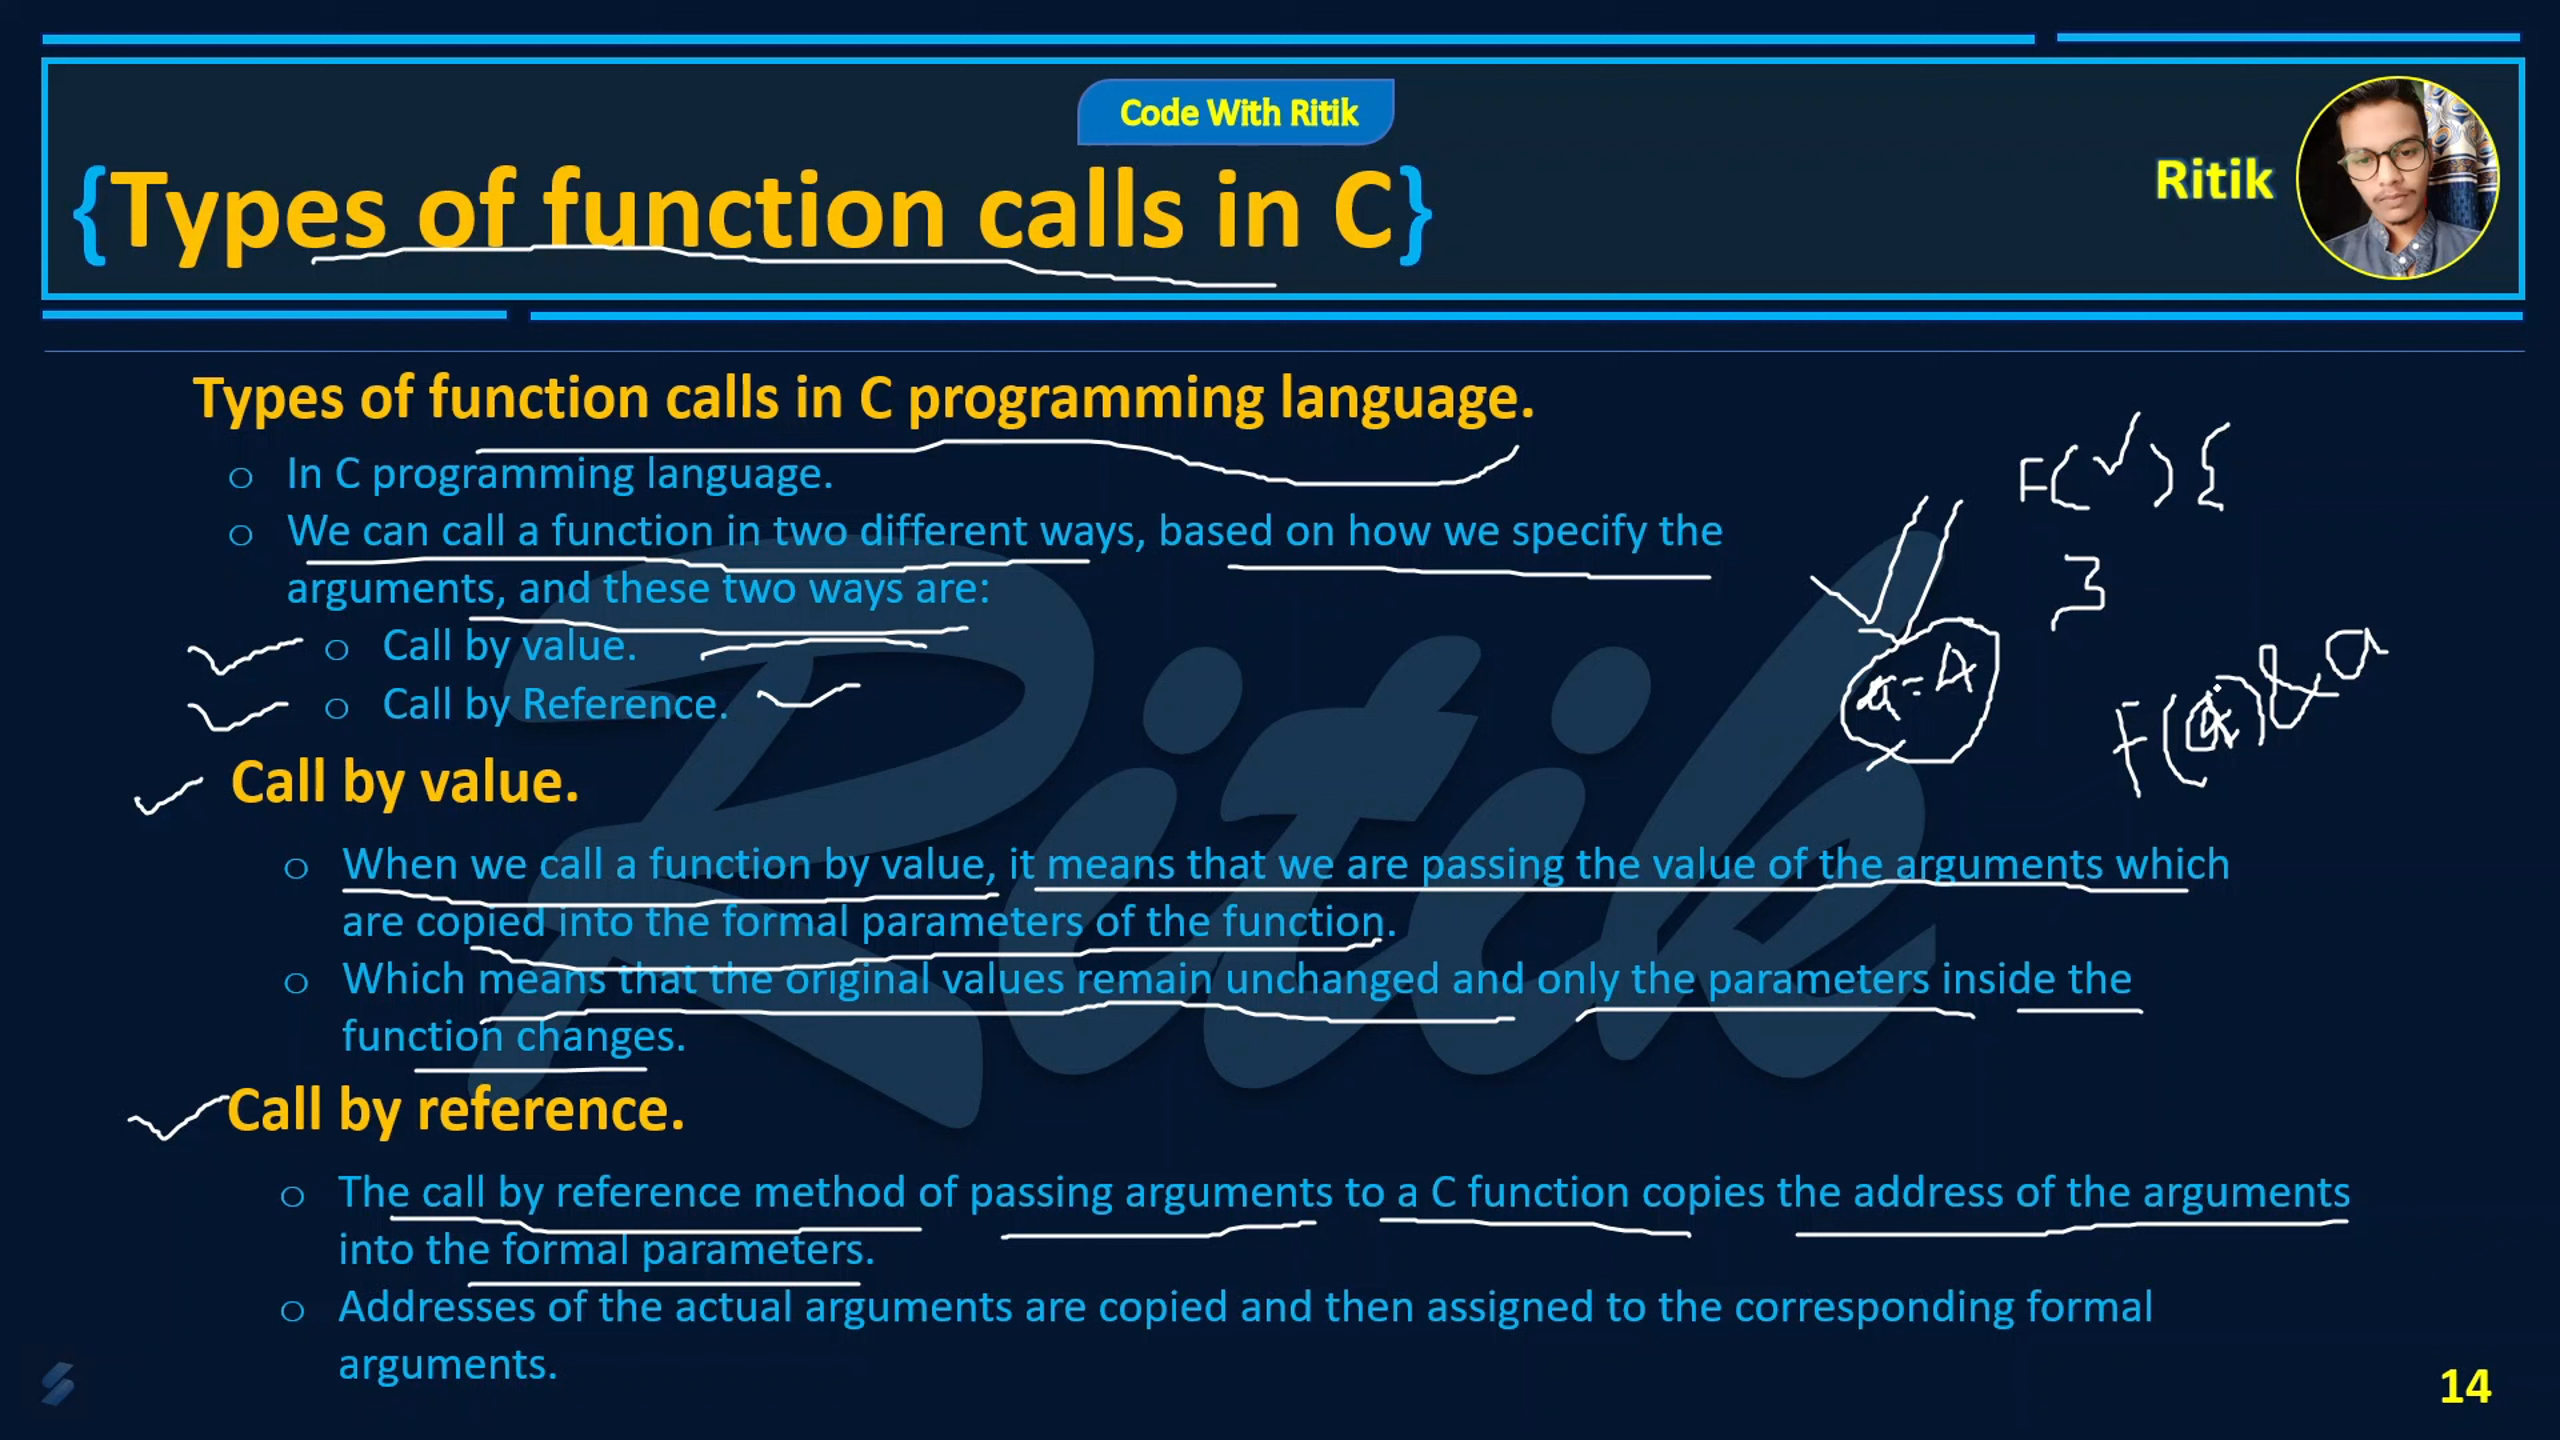 Code With Ritik
{Types of function calls in C}
Ritik
Types of function calls in C programming language.
o In C programming language.
o We can call a function in two different ways, based on how we specify the
arguments, and these two ways are:
o Call by value.
o Call by Reference.
F( ) {
}
a=4
F(a) &a
Call by value.
o When we call a function by value, it means that we are passing the value of the arguments which
are copied into the formal parameters of the function.
o Which means that the original values remain unchanged and only the parameters inside the
function changes.
Call by reference.
o The call by reference method of passing arguments to a C function copies the address of the arguments
into the formal parameters.
o Addresses of the actual arguments are copied and then assigned to the corresponding formal
arguments.
Ritik
14